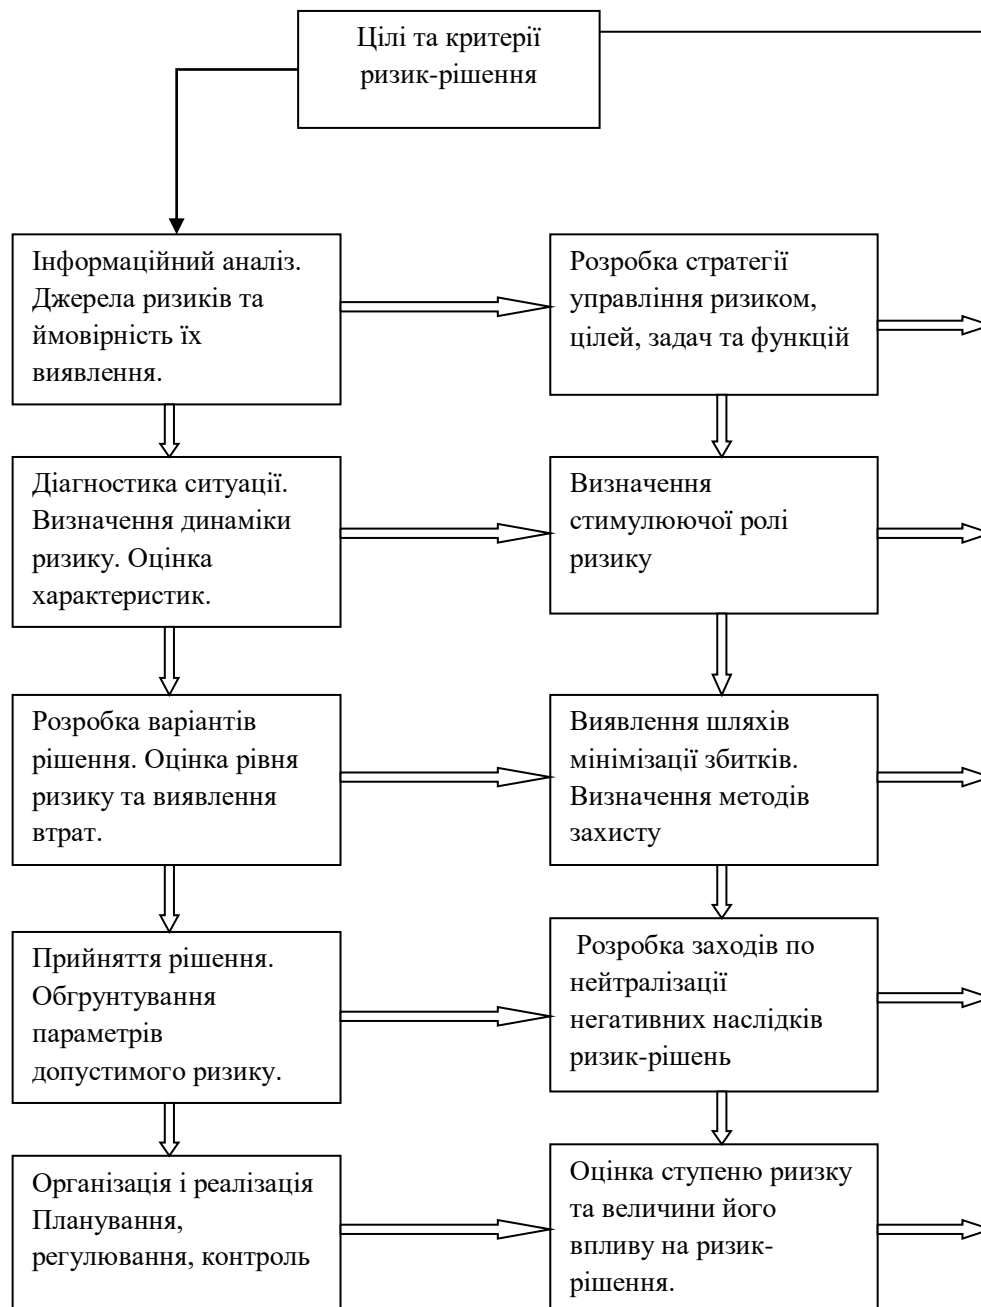 Цілі та критерії
ризик-рішення
Інформаційний аналіз.
Джерела ризиків та
ймовірність їх
виявлення.
Розробка стратегії
управління ризиком,
цілей, задач та функцій
Діагностика ситуації.
Визначення динаміки
ризику. Оцінка
характеристик.
Визначення
стимулюючої ролі
ризику
Розробка варіантів
рішення. Оцінка рівня
ризику та виявлення
втрат.
Виявлення шляхів
мінімізації збитків.
Визначення методів
захисту
Прийняття рішення.
Обгрунтування
параметрів
допустимого ризику.
Розробка заходів по
нейтралізації
негативних наслідків
ризик-рішень
Організація і реалізація
Планування,
регулювання, контроль
Оцінка ступеню риизку
та величини його
впливу на ризик-
рішення.